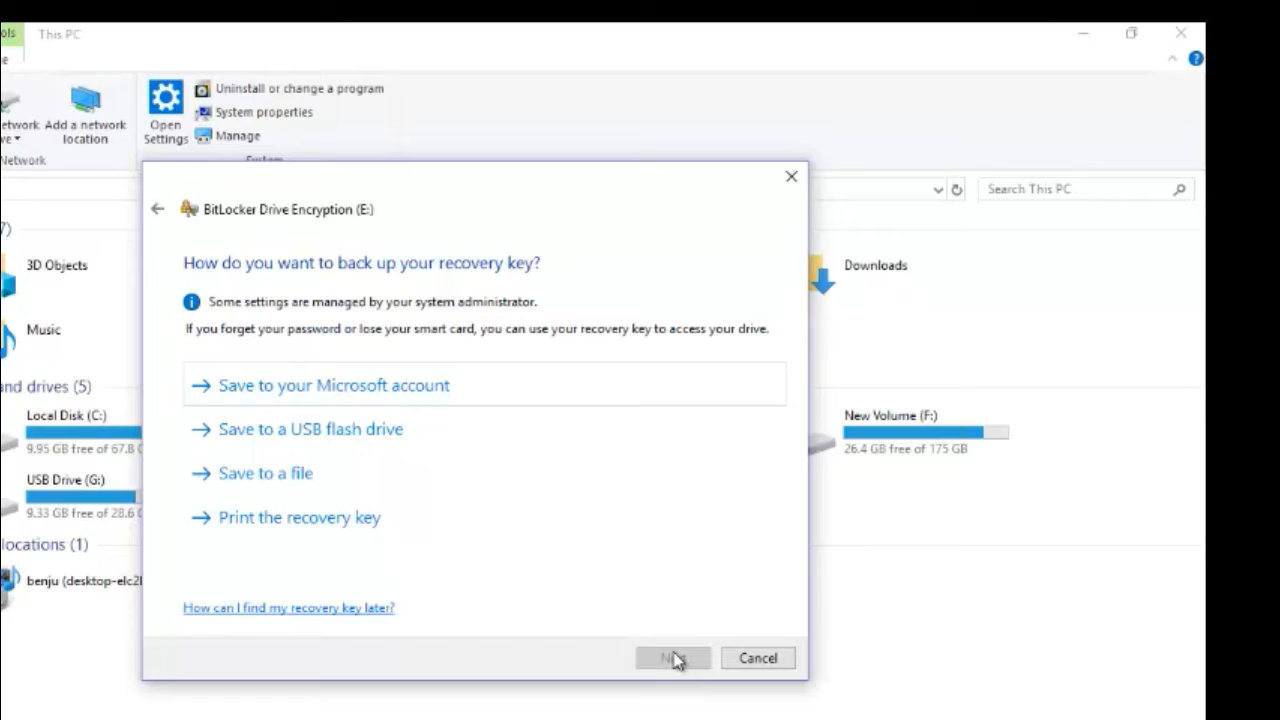 ols
This PC
e
Uninstall or change a program
System properties
Manage
etwork
ve
Add a network
location
Open
Settings
Network
System
BitLocker Drive Encryption (E:)
Search This PC
7)
How do you want to back up your recovery key?
Some settings are managed by your system administrator.
If you forget your password or lose your smart card, you can use your recovery key to access your drive.
3D Objects
Downloads
Music
Save to your Microsoft account
Save to a USB flash drive
Save to a file
Print the recovery key
and drives (5)
Local Disk (C:)
9.95 GB free of 67.8 G
New Volume (F:)
26.4 GB free of 175 GB
USB Drive (G:)
9.33 GB free of 28.6 G
locations (1)
benju (desktop-elc2l
How can I find my recovery key later?
Cancel